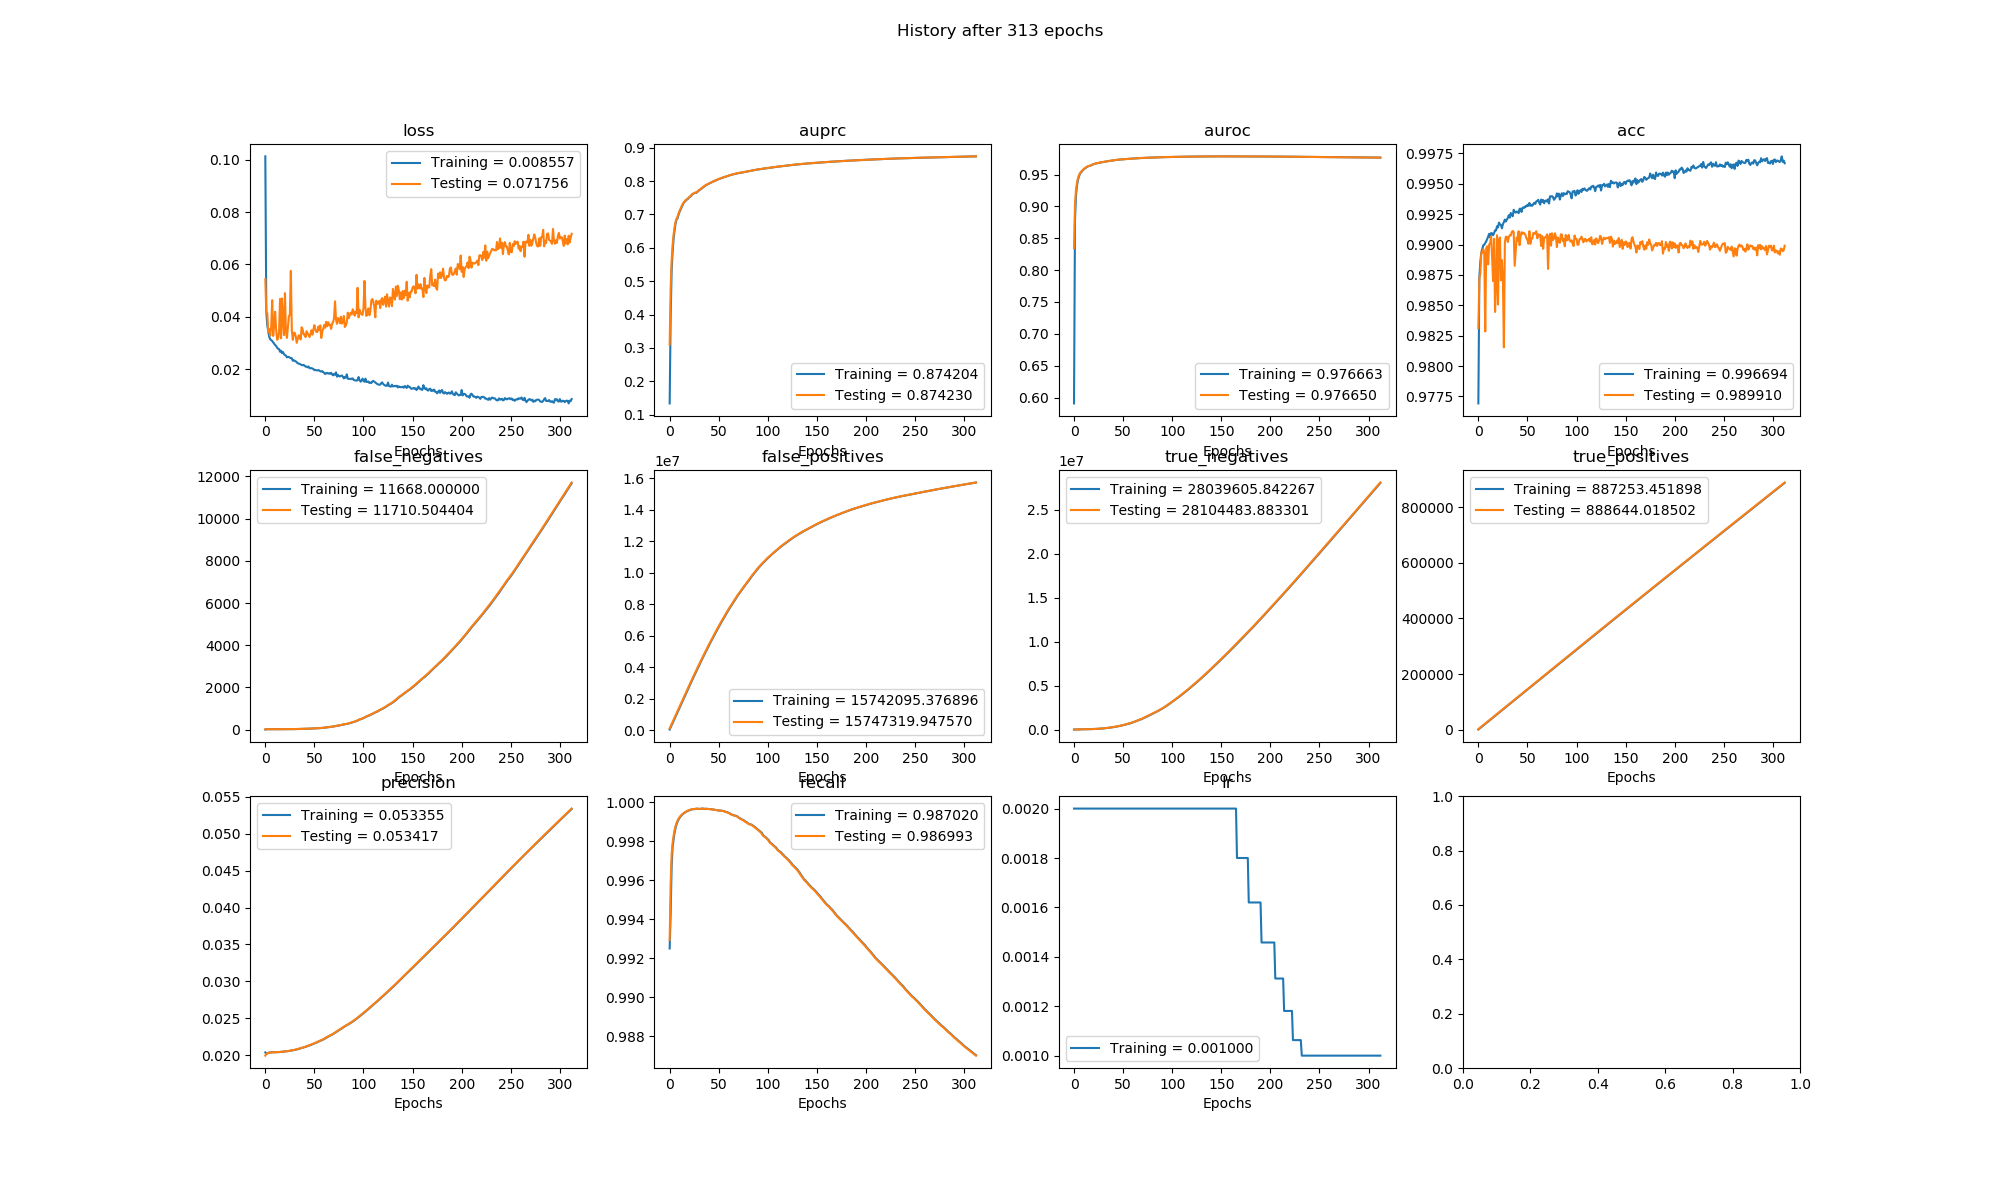 History after 313 epochs
loss
0.10
0.08
0.06
0.04
0.02
Training = 0.008557
Testing = 0.071756
0 50 100 150 200 250 300
Epochs
auprc
0.9
0.8
0.7
0.6
0.5
0.4
0.3
0.2
0.1
Training = 0.874204
Testing = 0.874230
0 50 100 150 200 250 300
Epochs
auroc
0.95
0.90
0.85
0.80
0.75
0.70
0.65
0.60
Training = 0.976663
Testing = 0.976650
0 50 100 150 200 250 300
Epochs
acc
0.9975
0.9950
0.9925
0.9900
0.9875
0.9850
0.9825
0.9800
0.9775
Training = 0.996694
Testing = 0.989910
0 50 100 150 200 250 300
Epochs
false_negatives
12000
10000
8000
6000
4000
2000
0
Training = 11668.000000
Testing = 11710.504404
0 50 100 150 200 250 300
Epochs
false_positives
1e7
1.6
1.4
1.2
1.0
0.8
0.6
0.4
0.2
0.0
Training = 15742095.376896
Testing = 15747319.947570
0 50 100 150 200 250 300
Epochs
true_negatives
1e7
2.5
2.0
1.5
1.0
0.5
0.0
Training = 28039605.842267
Testing = 28104483.883301
0 50 100 150 200 250 300
Epochs
true_positives
800000
600000
400000
200000
0
Training = 887253.451898
Testing = 888644.018502
0 50 100 150 200 250 300
Epochs
precision
0.055
0.050
0.045
0.040
0.035
0.030
0.025
0.020
Training = 0.053355
Testing = 0.053417
0 50 100 150 200 250 300
Epochs
recall
1.000
0.998
0.996
0.994
0.992
0.990
0.988
Training = 0.987020
Testing = 0.986993
0 50 100 150 200 250 300
Epochs
lr
0.0020
0.0018
0.0016
0.0014
0.0012
0.0010
Training = 0.001000
0 50 100 150 200 250 300
Epochs
1.0
0.8
0.6
0.4
0.2
0.0
0.0 0.2 0.4 0.6 0.8 1.0